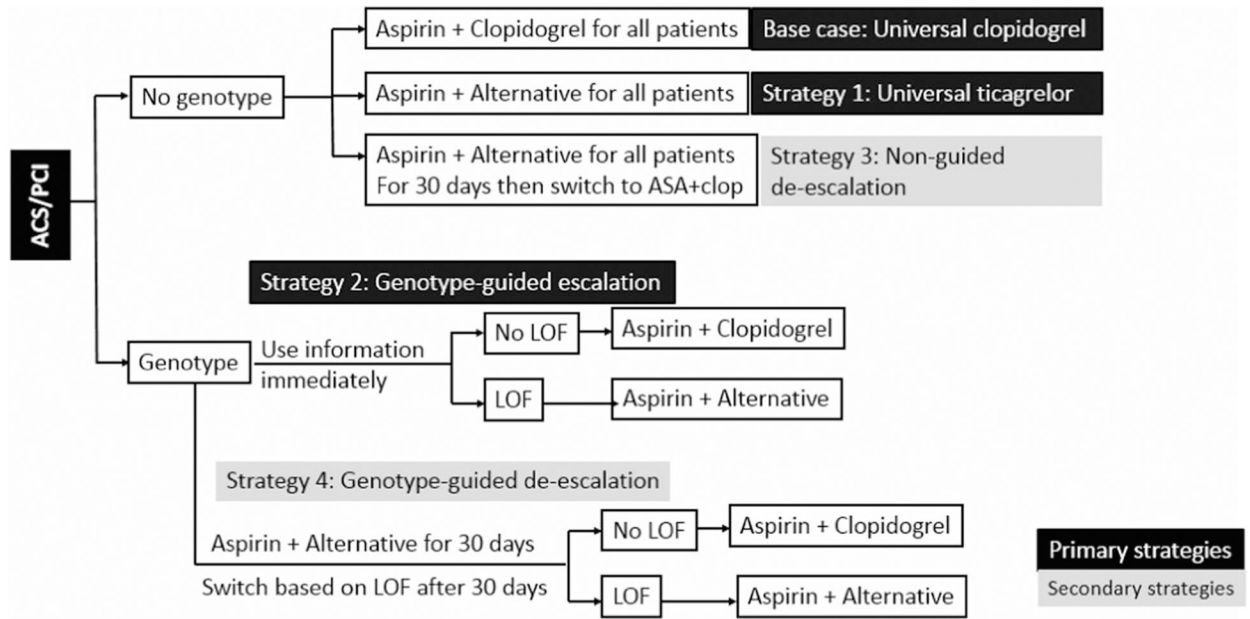 Aspirin + Clopidogrel for all patients
Base case: Universal clopidogrel
No genotype
Aspirin + Alternative for all patients
Strategy 1: Universal ticagrelor
Aspirin + Alternative for all patients
For 30 days then switch to ASA+clop
Strategy 3: Non-guided
de-escalation
ACS/PCI
Strategy 2: Genotype-guided escalation
Genotype
Use information
immediately
No LOF
Aspirin + Clopidogrel
LOF
Aspirin + Alternative
Strategy 4: Genotype-guided de-escalation
Aspirin + Alternative for 30 days
Switch based on LOF after 30 days
No LOF
Aspirin + Clopidogrel
LOF
Aspirin + Alternative
Primary strategies
Secondary strategies